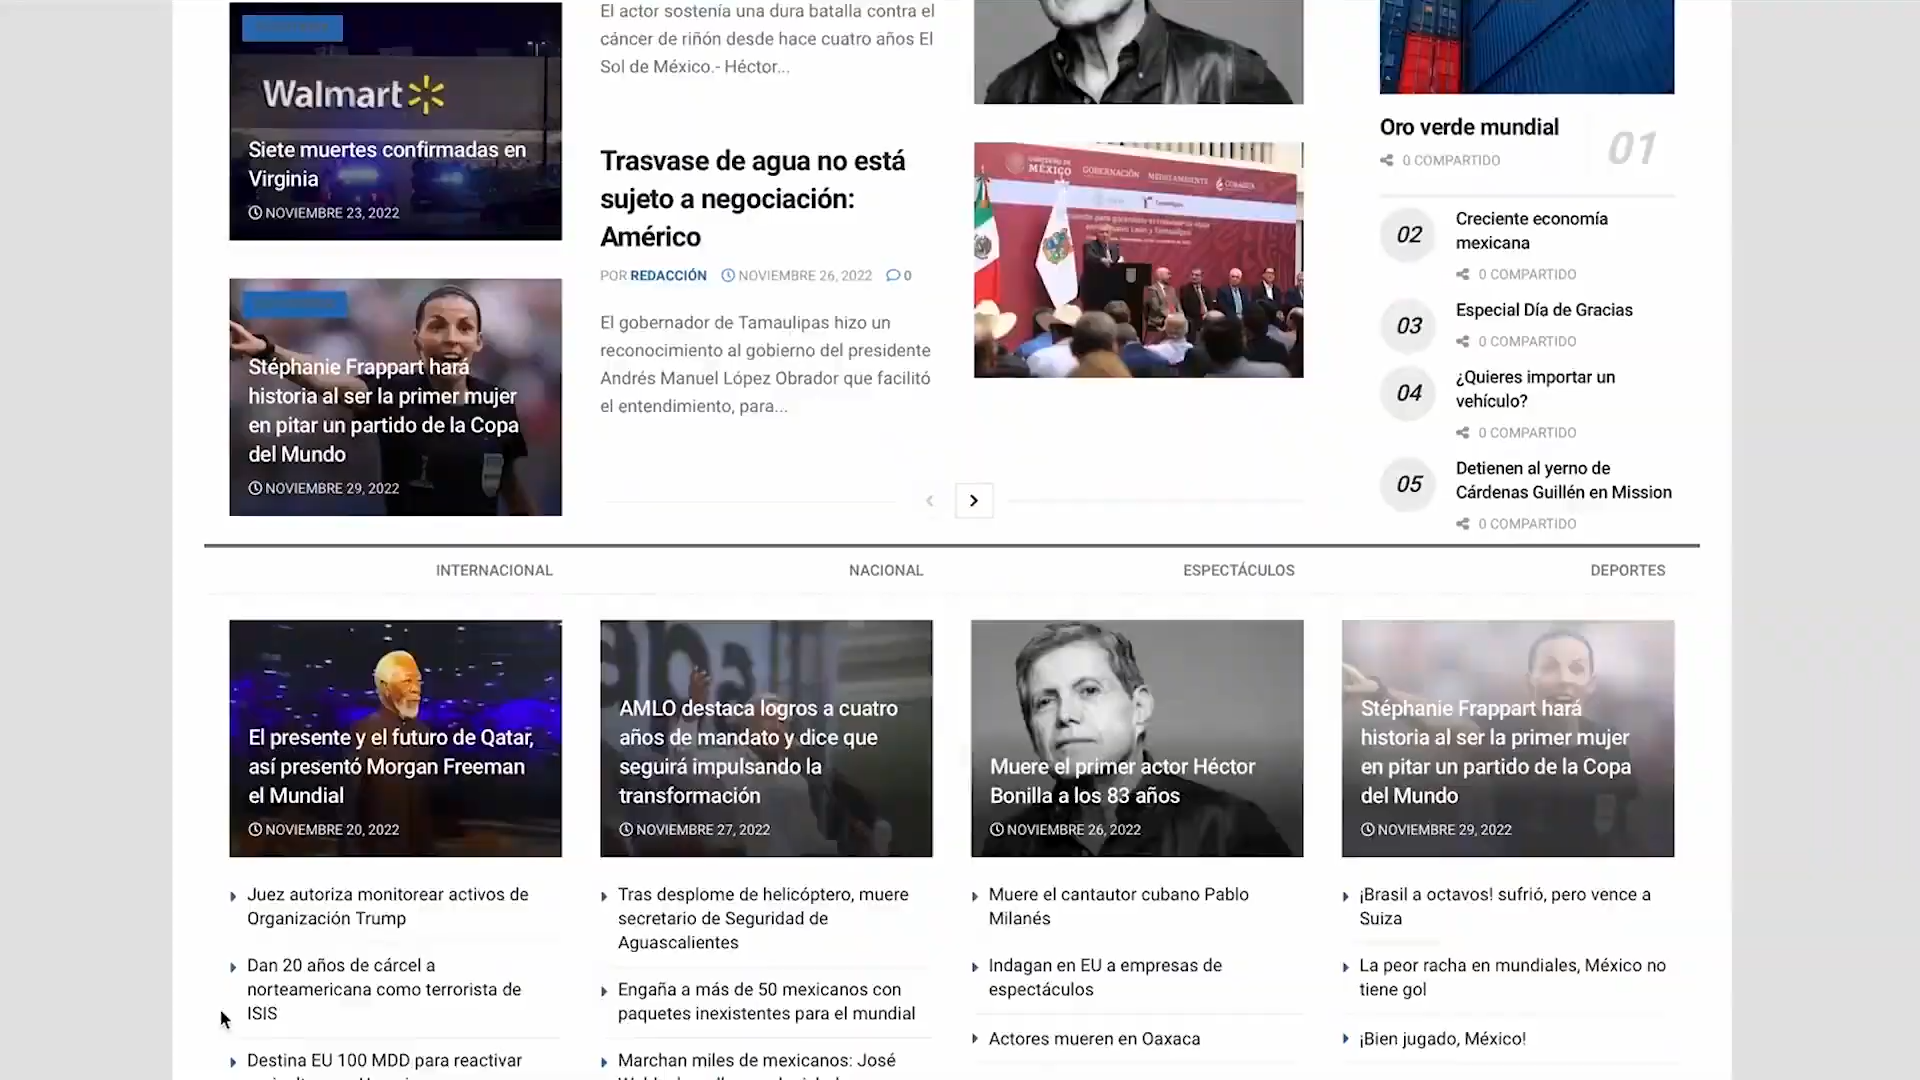 Walmart
Siete muertes confirmadas en
Virginia
NOVIEMBRE 23, 2022
Stéphanie Frappart hará
historia al ser la primer mujer
en pitar un partido de la Copa
del Mundo
NOVIEMBRE 29, 2022
El actor sostenía una dura batalla contra el
cáncer de riñón desde hace cuatro años El
Sol de México.- Héctor...
Trasvase de agua no está
sujeto a negociación:
Américo
POR REDACCIÓN NOVIEMBRE 26, 2022 0
El gobernador de Tamaulipas hizo un
reconocimiento al gobierno del presidente
Andrés Manuel López Obrador que facilitó
el entendimiento, para...
MÉXICO
GOBERNACIÓN
MEDIO AMBIENTE
CONAGUA
Oro verde mundial
0 COMPARTIDO
01
02
Creciente economía
mexicana
0 COMPARTIDO
03
Especial Día de Gracias
0 COMPARTIDO
04
¿Quieres importar un
vehículo?
0 COMPARTIDO
05
Detienen al yerno de
Cárdenas Guillén en Mission
0 COMPARTIDO
INTERNACIONAL
El presente y el futuro de Qatar,
así presentó Morgan Freeman
el Mundial
NOVIEMBRE 20, 2022
Juez autoriza monitorear activos de
Organización Trump
Dan 20 años de cárcel a
norteamericana como terrorista de
ISIS
Destina EU 100 MDD para reactivar
NACIONAL
AMLO destaca logros a cuatro
años de mandato y dice que
seguirá impulsando la
transformación
NOVIEMBRE 27, 2022
Tras desplome de helicóptero, muere
secretario de Seguridad de
Aguascalientes
Engaña a más de 50 mexicanos con
paquetes inexistentes para el mundial
Marchan miles de mexicanos: José
ESPECTÁCULOS
Muere el primer actor Héctor
Bonilla a los 83 años
NOVIEMBRE 26, 2022
Muere el cantautor cubano Pablo
Milanés
Indagan en EU a empresas de
espectáculos
Actores mueren en Oaxaca
DEPORTES
Stéphanie Frappart hará
historia al ser la primer mujer
en pitar un partido de la Copa
del Mundo
NOVIEMBRE 29, 2022
¡Brasil a octavos! sufrió, pero vence a
Suiza
La peor racha en mundiales, México no
tiene gol
¡Bien jugado, México!